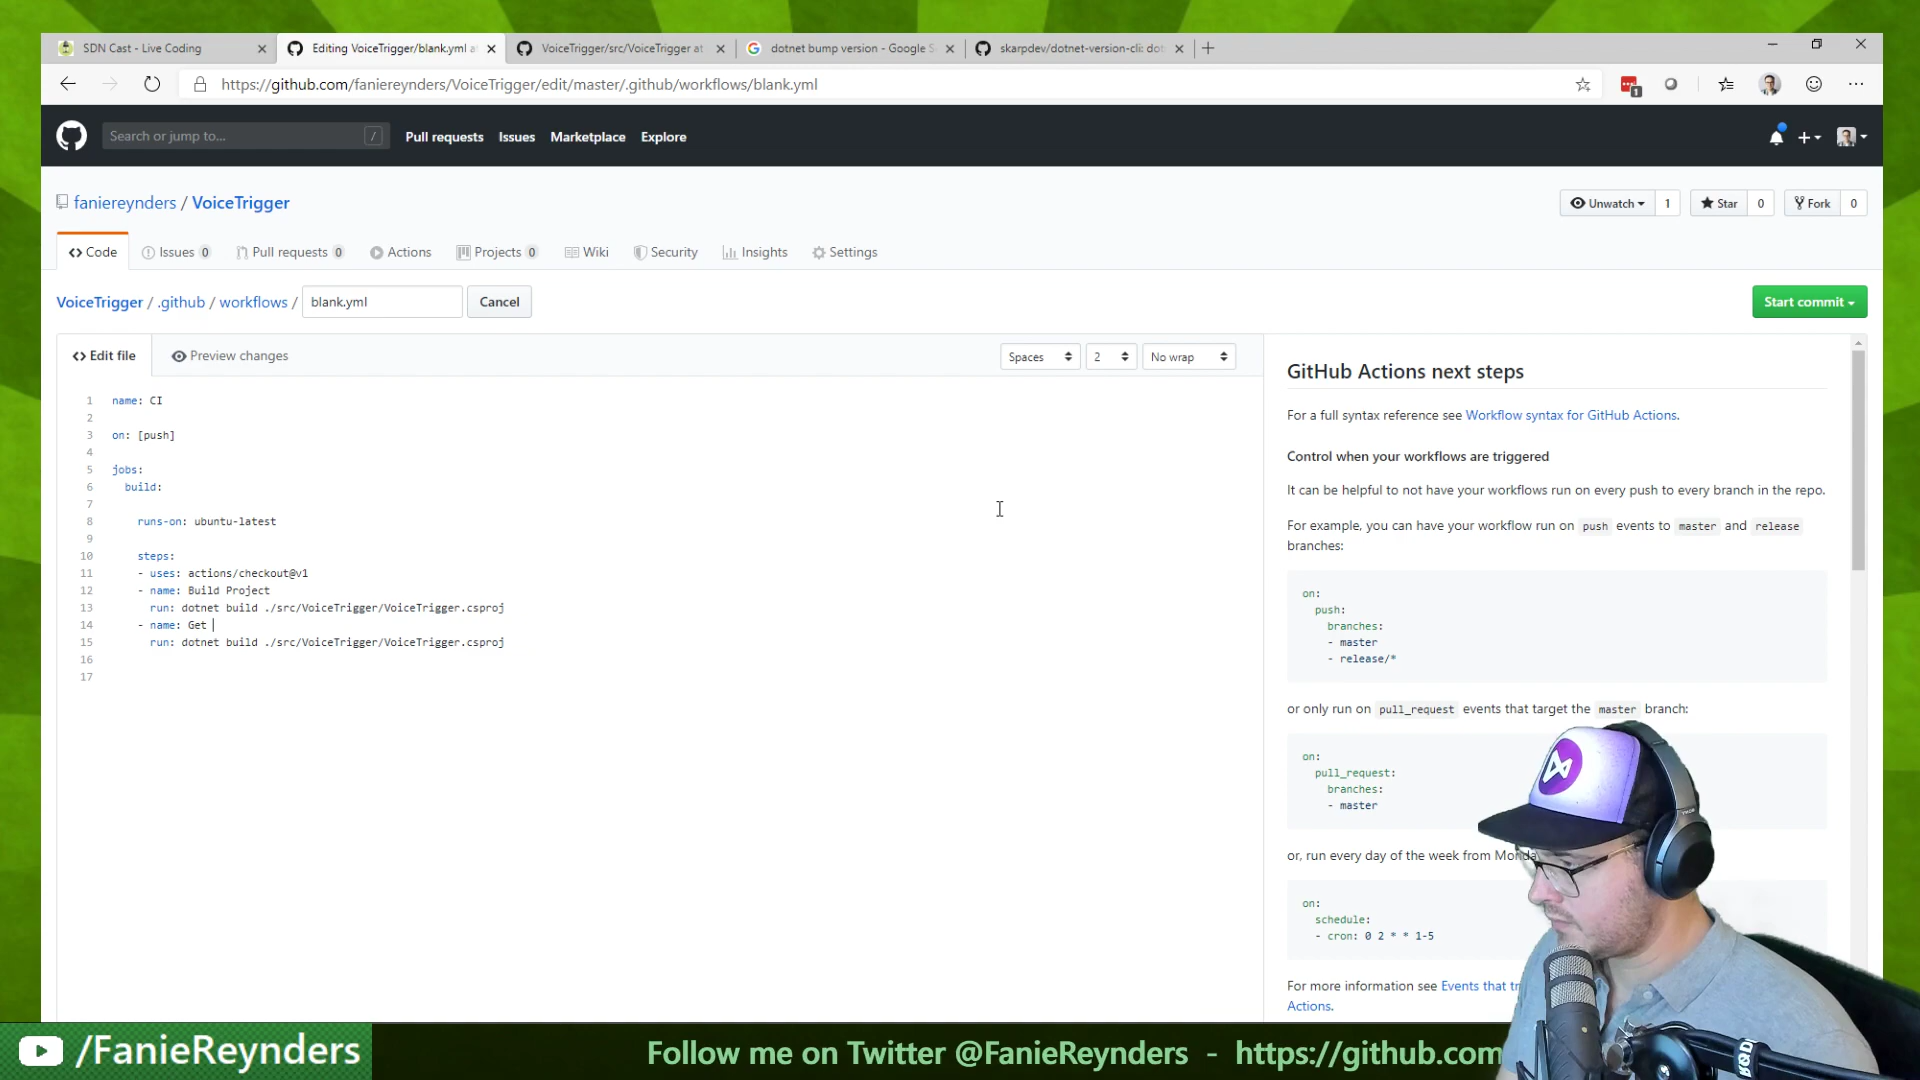 SDN Cast - Live Coding
Editing VoiceTrigger/blank.yml a
VoiceTrigger/src/VoiceTrigger at
dotnet bump version - Google S
skarpdev/dotnet-version-cli: dot
https://github.com/faniereynders/VoiceTrigger/edit/master/.github/workflows/blank.yml
1
Search or jump to...
/
Pull requests
Issues
Marketplace
Explore
faniereynders / VoiceTrigger
Unwatch 1
Star 0
Fork 0
Code
Issues 0
Pull requests 0
Actions
Projects 0
Wiki
Security
Insights
Settings
VoiceTrigger / .github / workflows / blank.yml
Cancel
Start commit
Edit file
Preview changes
Spaces
2
No wrap
1 name: CI
2
3 on: [push]
4
5 jobs:
6 build:
7
8 runs-on: ubuntu-latest
9
10 steps:
11 - uses: actions/checkout@v1
12 - name: Build Project
13 run: dotnet build ./src/VoiceTrigger/VoiceTrigger.csproj
14 - name: Get
15 run: dotnet build ./src/VoiceTrigger/VoiceTrigger.csproj
16
17
GitHub Actions next steps
For a full syntax reference see Workflow syntax for GitHub Actions.
Control when your workflows are triggered
It can be helpful to not have your workflows run on every push to every branch in the repo.
For example, you can have your workflow run on push events to master and release
branches:
on:
push:
branches:
- master
- release/*
or only run on pull_request events that target the master branch:
on:
pull_request:
branches:
- master
or, run every day of the week from Monda
on:
schedule:
- cron: 0 2 * * 1-5
For more information see Events that tr
Actions.
/FanieReynders
Follow me on Twitter @FanieReynders - https://github.com